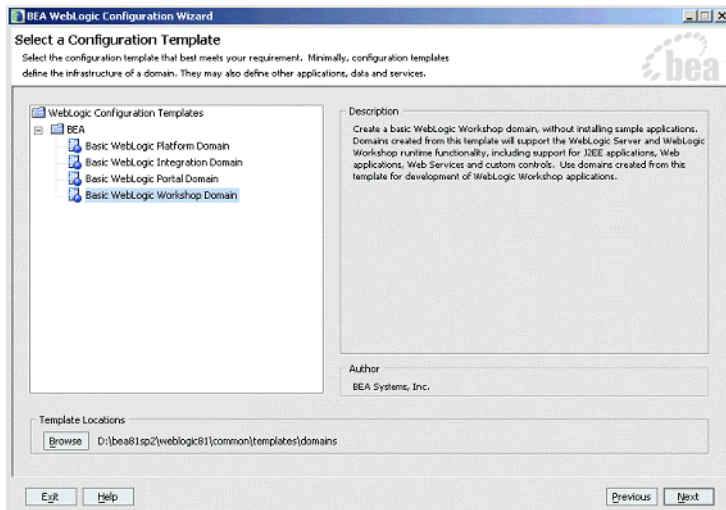 BEA WebLogic Configuration Wizard
Select a Configuration Template
Select the configuration template that best meets your requirement. Minimally, configuration templates
define the infrastructure of a domain. They may also define other applications, data and services.
bea
WebLogic Configuration Templates
BEA
Basic WebLogic Platform Domain
Basic WebLogic Integration Domain
Basic WebLogic Portal Domain
Basic WebLogic Workshop Domain
Description
Create a basic WebLogic Workshop domain, without installing sample applications.
Domains created from this template will support the WebLogic Server and WebLogic
Workshop runtime functionality, including support for J2EE applications, Web
applications, Web Services and custom controls. Use domains created from this
template for development of WebLogic Workshop applications.
Author
BEA Systems, Inc.
Template Locations
Browse D:\bea81sp2\weblogic81\common\templates\domains
Exit Help Previous Next